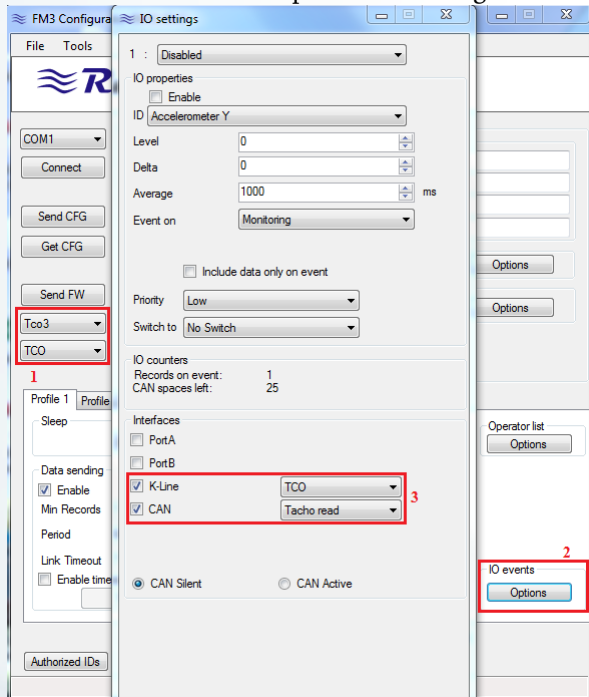 FM3 Configura
IO settings
File Tools
R
COM1
Connect
Send CFG
Get CFG
Send FW
Tco3
TCO
1
Profile 1 Profile
Sleep
Data sending
Enable
Min Records
Period
Link Timeout
Enable time
Authorized IDs
1 : Disabled
IO properties
Enable
ID Accelerometer Y
Level 0
Delta 0
Average 1000 ms
Event on Monitoring
Include data only on event
Priority Low
Switch to No Switch
IO counters
Records on event: 1
CAN spaces left: 25
Interfaces
PortA
PortB
K-Line TCO
CAN Tacho read
3
CAN Silent CAN Active
Options
Options
Operator list
Options
2
IO events
Options